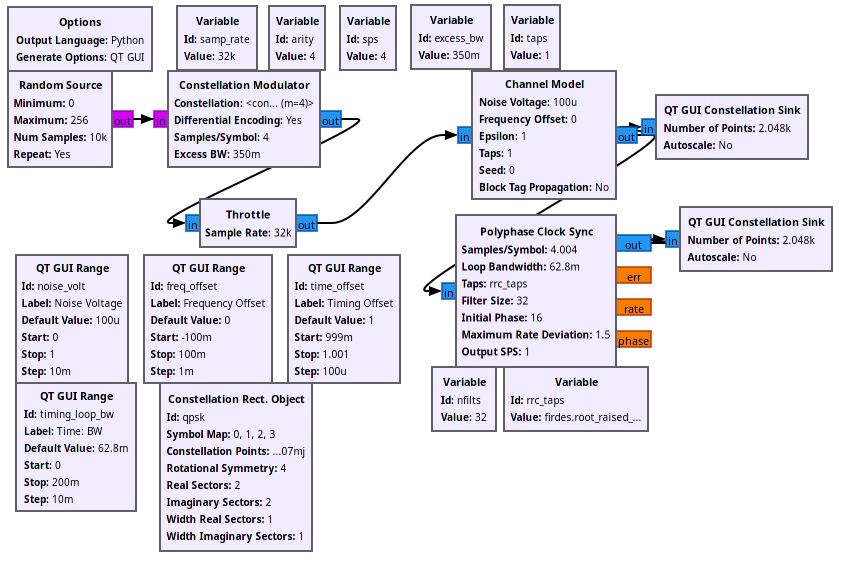 Options
Output Language: Python
Generate Options: QT GUI
Variable
Id: samp_rate
Value: 32k
Variable
Id: arity
Value: 4
Variable
Id: sps
Value: 4
Variable
Id: excess_bw
Value: 350m
Variable
Id: taps
Value: 1
Random Source
Minimum: 0
Maximum: 256
Num Samples: 10k
Repeat: Yes
out
in
Constellation Modulator
Constellation: <con... (m=4)>
Differential Encoding: Yes
Samples/Symbol: 4
Excess BW: 350m
out
in
Channel Model
Noise Voltage: 100u
Frequency Offset: 0
Epsilon: 1
Taps: 1
Seed: 0
Block Tag Propagation: No
out
in
QT GUI Constellation Sink
Number of Points: 2.048k
Autoscale: No
in
Throttle
Sample Rate: 32k
out
in
Polyphase Clock Sync
Samples/Symbol: 4.004
Loop Bandwidth: 62.8m
Taps: rrc_taps
Filter Size: 32
Initial Phase: 16
Maximum Rate Deviation: 1.5
Output SPS: 1
out
err
rate
phase
in
QT GUI Constellation Sink
Number of Points: 2.048k
Autoscale: No
QT GUI Range
Id: noise_volt
Label: Noise Voltage
Default Value: 100u
Start: 0
Stop: 1
Step: 10m
QT GUI Range
Id: freq_offset
Label: Frequency Offset
Default Value: 0
Start: -100m
Stop: 100m
Step: 1m
QT GUI Range
Id: time_offset
Label: Timing Offset
Default Value: 1
Start: 999m
Stop: 1.001
Step: 100u
Variable
Id: nfilts
Value: 32
Variable
Id: rrc_taps
Value: firdes.root_raised_...
QT GUI Range
Id: timing_loop_bw
Label: Time: BW
Default Value: 62.8m
Start: 0
Stop: 200m
Step: 10m
Constellation Rect. Object
Id: qpsk
Symbol Map: 0, 1, 2, 3
Constellation Points: ...07mj
Rotational Symmetry: 4
Real Sectors: 2
Imaginary Sectors: 2
Width Real Sectors: 1
Width Imaginary Sectors: 1